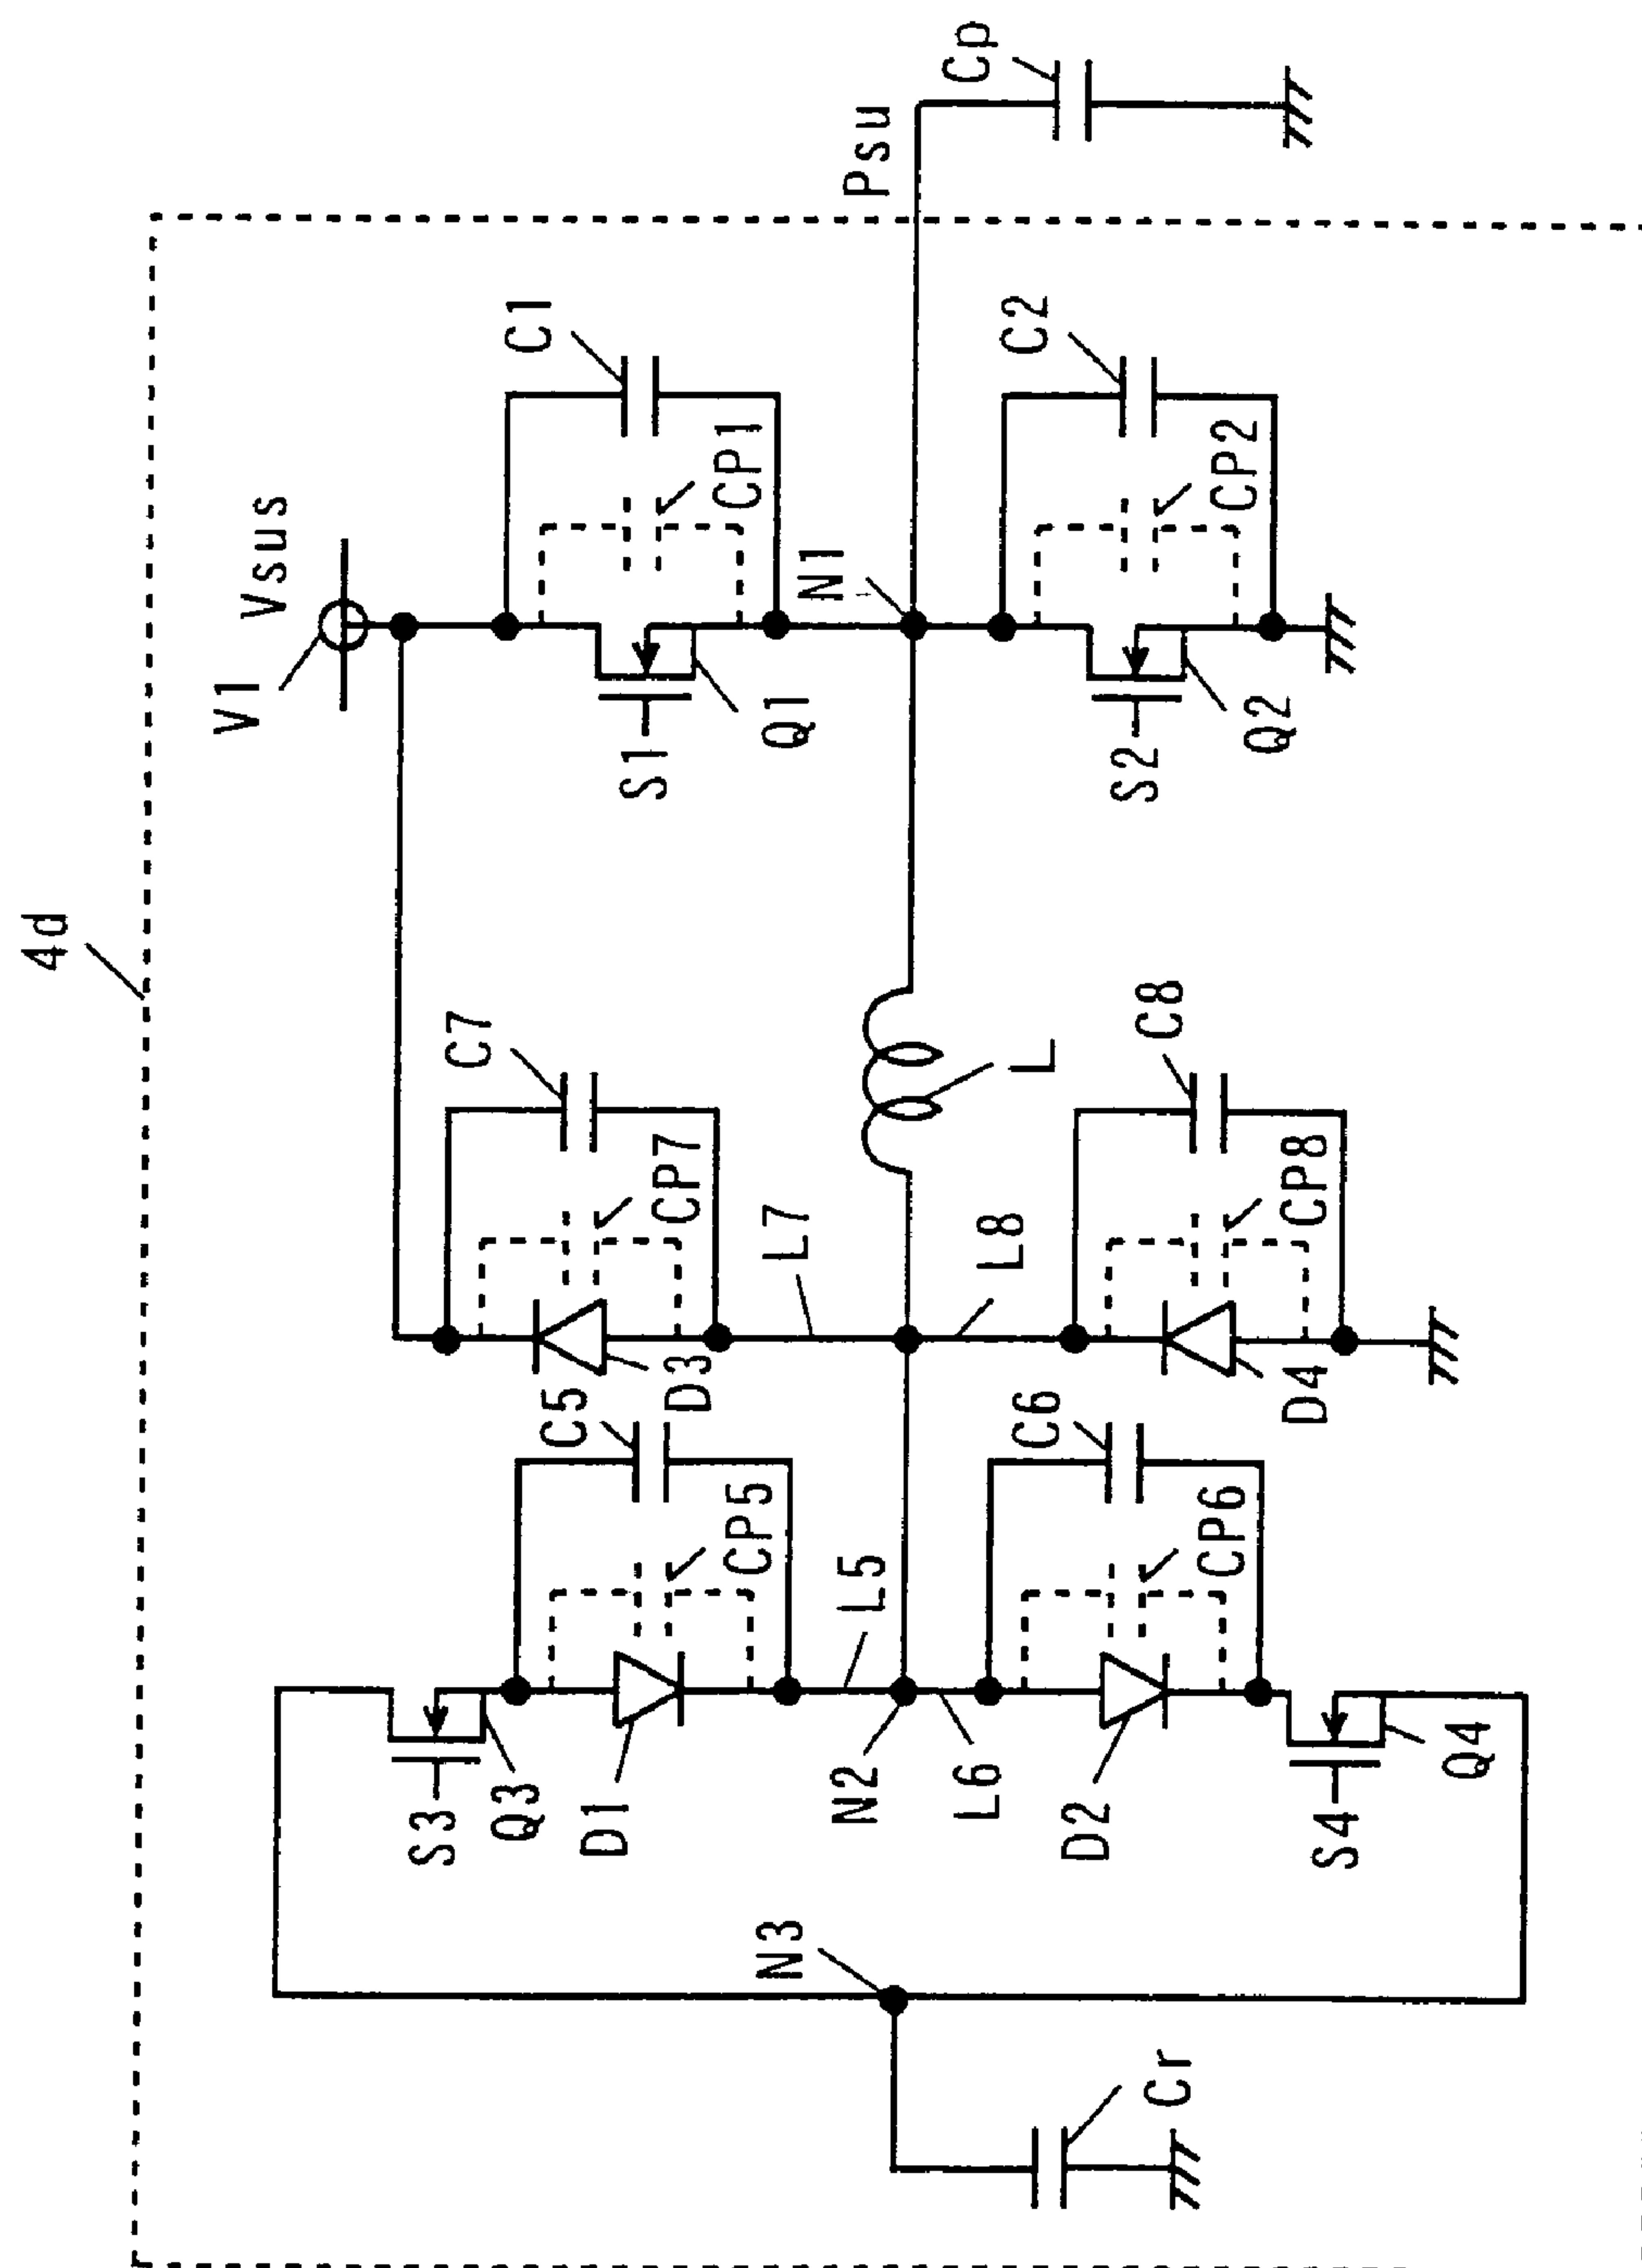 4d
V1
Vsus
C1
CP1
S1
Q1
N1
Psu
Cp
C2
CP2
S2
Q2
C7
CP7
D3
L7
L
L8
C8
CP8
D4
C5
CP5
S3
Q3
D1
L5
N2
L6
C6
CP6
D2
S4
Q4
N3
Cr